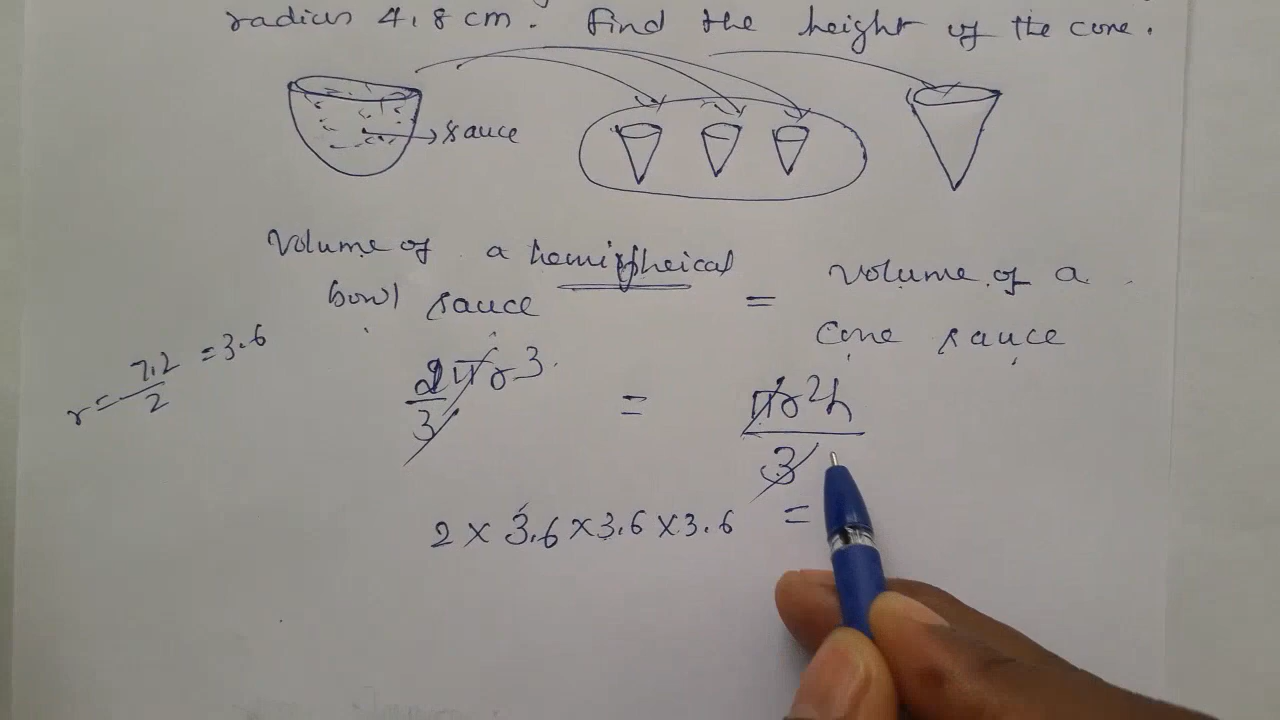 radius 4.8 cm. Find the height of the cone.
sauce
Volume of a hemispheical
bowl sauce
=
Volume of a
cone sauce
r = 7.2/2 = 3.6
2πr3/3 = πr2h/3
2 × 3.6 × 3.6 × 3.6 =